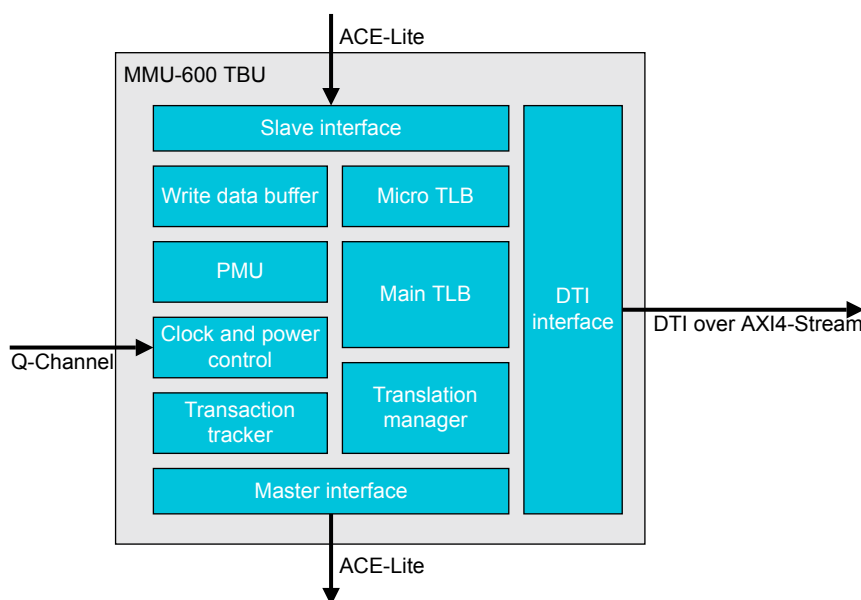 ACE-Lite
MMU-600 TBU
Slave interface
Write data buffer
Micro TLB
PMU
Main TLB
DTI
interface
DTI over AXI4-Stream
Clock and power
control
Q-Channel
Transaction
tracker
Translation
manager
Master interface
ACE-Lite